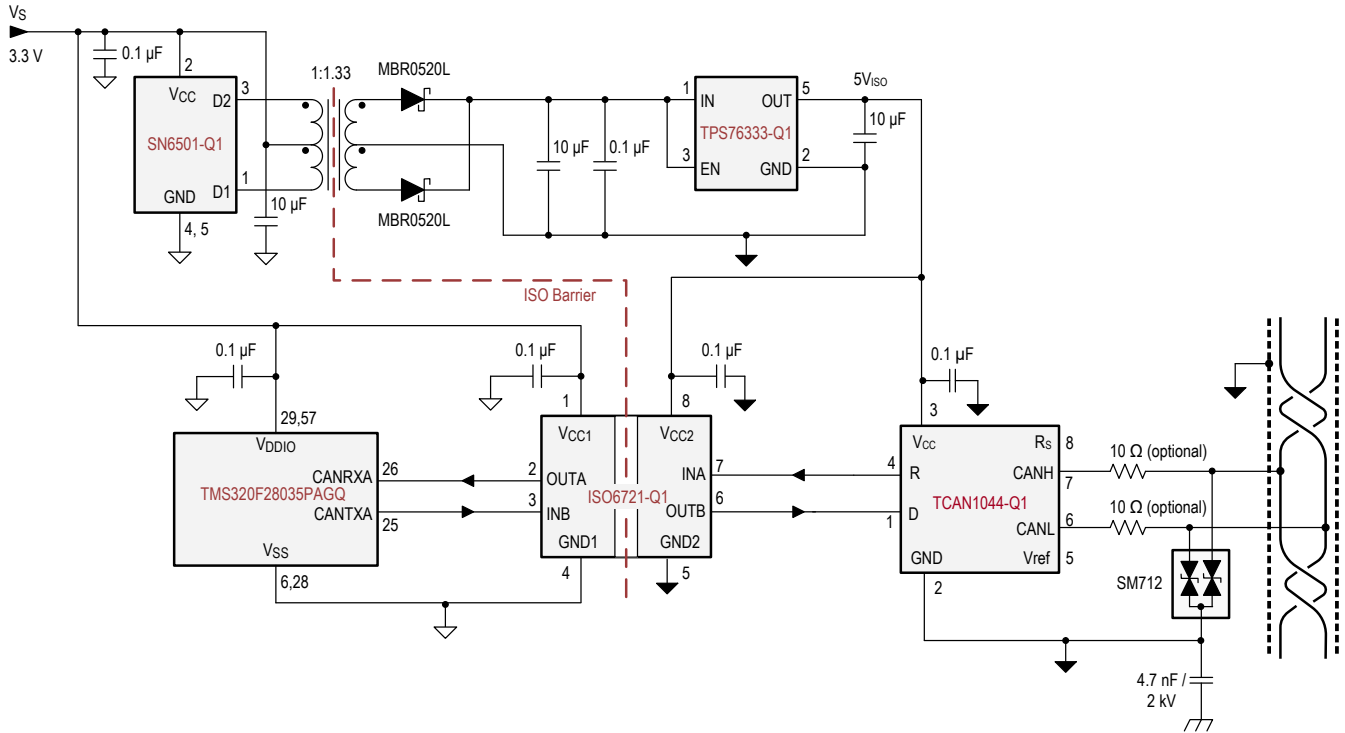 VS
3.3 V
0.1 µF
2
VCC
D2
3
SN6501-Q1
D1
1
GND
4, 5
10 µF
1:1.33
MBR0520L
MBR0520L
10 µF
0.1 µF
1
IN
OUT
5
TPS76333-Q1
3
EN
GND
2
5VISO
10 µF
ISO Barrier
0.1 µF
29,57
VDDIO
CANRXA
26
TMS320F28035PAGQ
CANTXA
25
VSS
6,28
0.1 µF
1
VCC1
2
OUTA
3
INB
GND1
4
ISO6721-Q1
0.1 µF
8
VCC2
INA
7
OUTB
6
GND2
5
0.1 µF
3
VCC
RS
8
4
R
CANH
7
TCAN1044-Q1
1
D
CANL
6
GND
2
Vref
5
10 Ω (optional)
10 Ω (optional)
SM712
4.7 nF /
2 kV